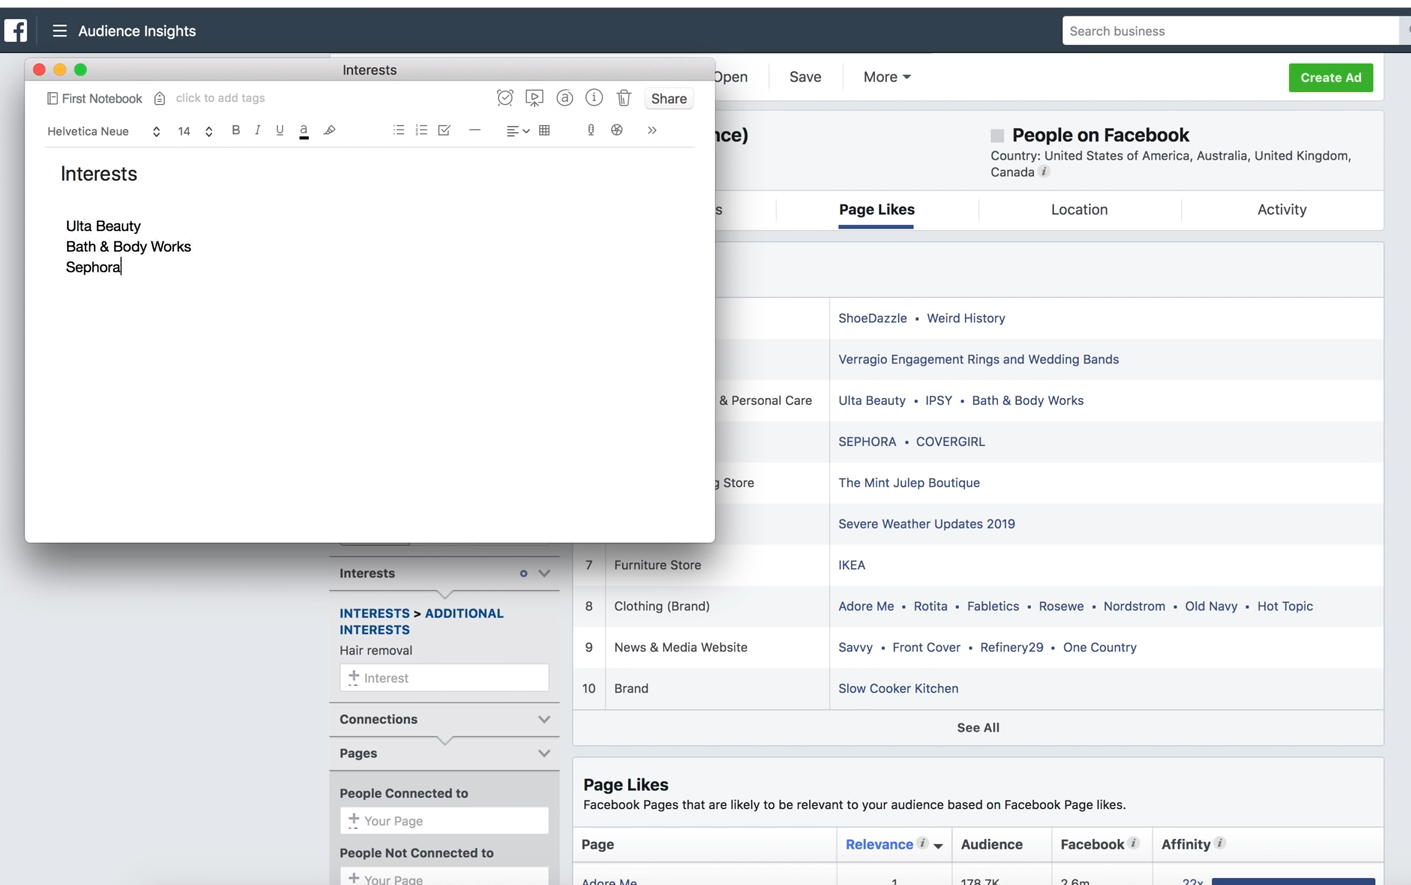 Audience Insights
Search business
Interests
Open
Save
More
Create Ad
First Notebook
click to add tags
Share
Helvetica Neue
14
B I U a
nce)
People on Facebook
Country: United States of America, Australia, United Kingdom,
Canada
Interests
s
Page Likes
Location
Activity
Ulta Beauty
Bath & Body Works
Sephora
ShoeDazzle • Weird History
Verragio Engagement Rings and Wedding Bands
& Personal Care
Ulta Beauty • IPSY • Bath & Body Works
SEPHORA • COVERGIRL
g Store
The Mint Julep Boutique
Severe Weather Updates 2019
7 Furniture Store IKEA
8 Clothing (Brand) Adore Me • Rotita • Fabletics • Rosewe • Nordstrom • Old Navy • Hot Topic
9 News & Media Website Savvy • Front Cover • Refinery29 • One Country
10 Brand Slow Cooker Kitchen
See All
Interests
INTERESTS > ADDITIONAL
INTERESTS
Hair removal
Interest
Connections
Pages
People Connected to
Your Page
People Not Connected to
Your Page
Page Likes
Facebook Pages that are likely to be relevant to your audience based on Facebook Page likes.
Page Relevance Audience Facebook Affinity
Adore Me 1 178.7K 2.6m 22x